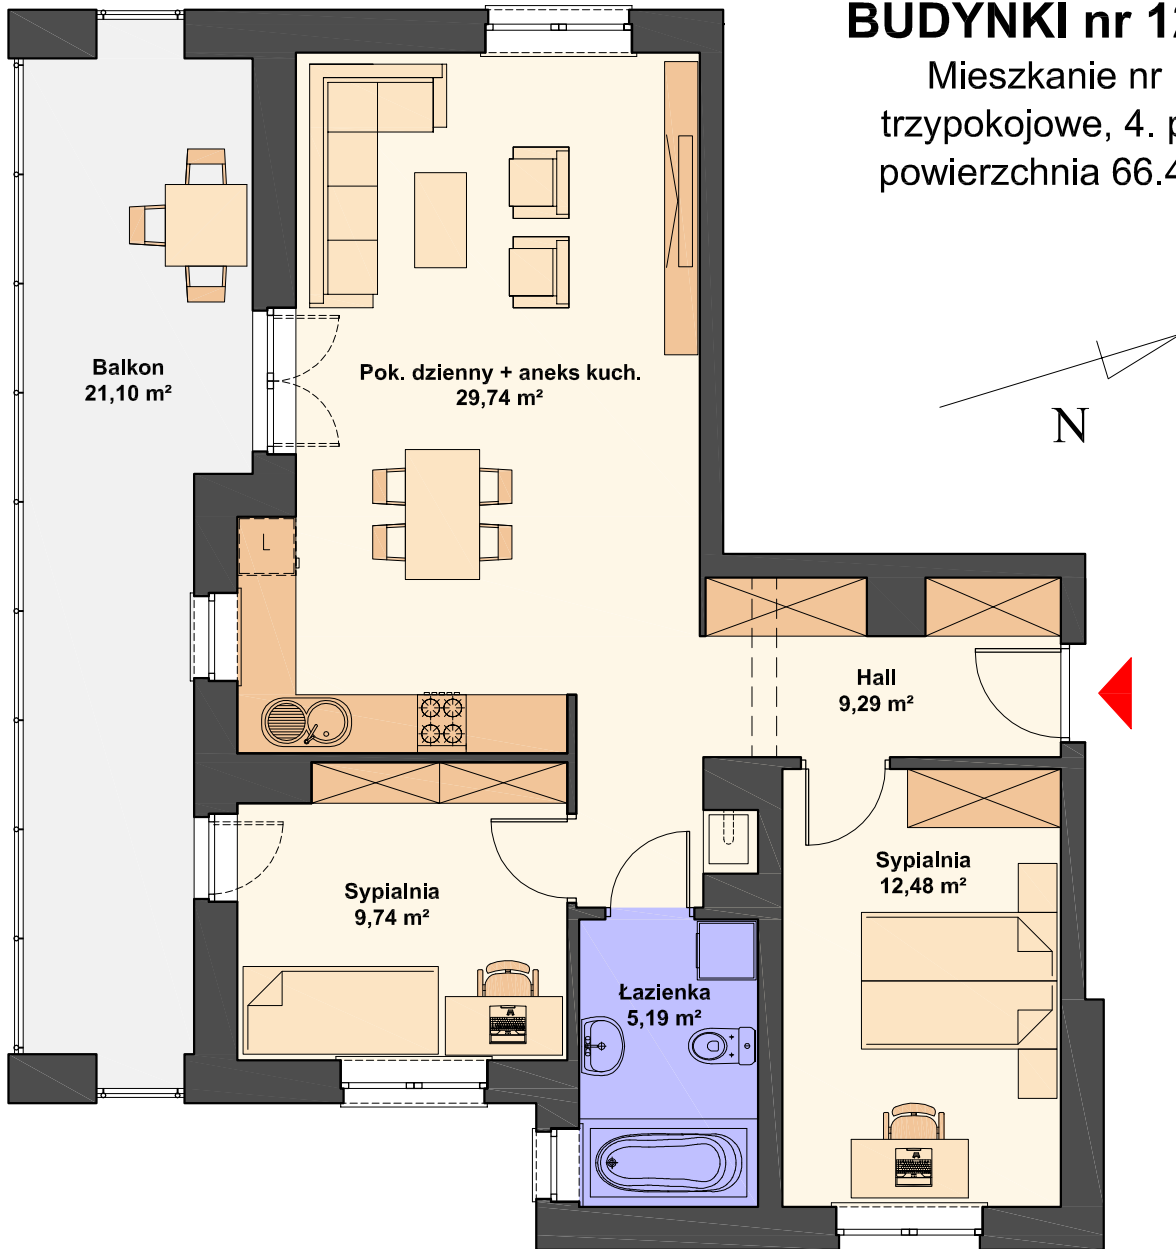 BUDYNKI nr 12
Mieszkanie nr
trzypokojowe, 4. p
powierzchnia 66.4
Balkon
21,10 m²
Pok. dzienny + aneks kuch.
29,74 m²
N
L
Hall
9,29 m²
Sypialnia
12,48 m²
Sypialnia
9,74 m²
Łazienka
5,19 m²